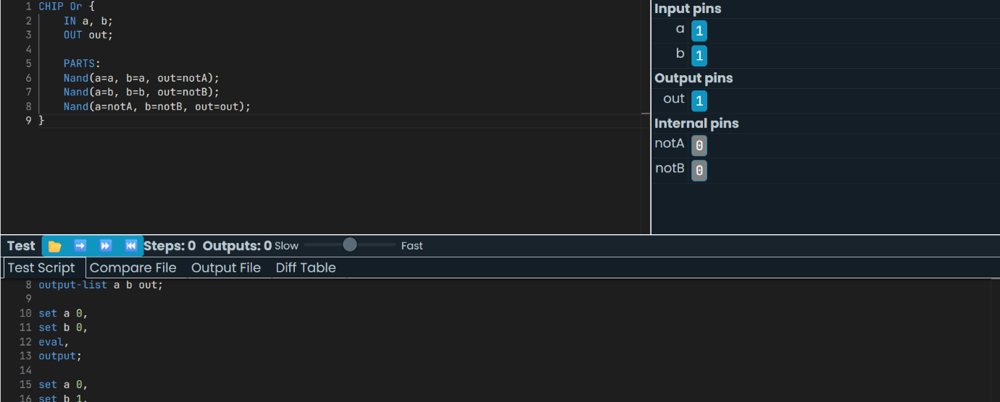 1 CHIP Or {
2 IN a, b;
3 OUT out;
4
5 PARTS:
6 Nand(a=a, b=a, out=notA);
7 Nand(a=b, b=b, out=notB);
8 Nand(a=notA, b=notB, out=out);
9 }
Input pins
a 1
b 1
Output pins
out 1
Internal pins
notA 0
notB 0
Test Steps: 0 Outputs: 0 Slow Fast
Test Script Compare File Output File Diff Table
8 output-list a b out;
9
10 set a 0,
11 set b 0,
12 eval,
13 output;
14
15 set a 0,
16 set b 1,